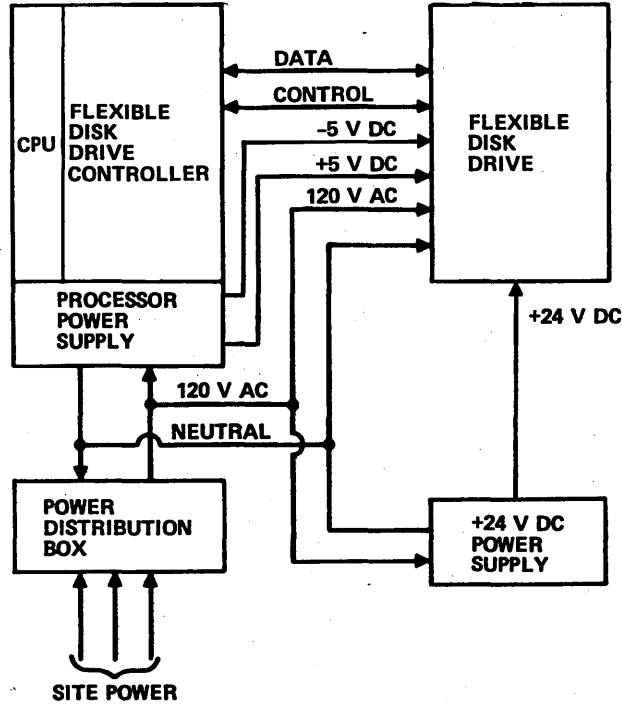 CPU
FLEXIBLE
DISK
DRIVE
CONTROLLER
DATA
CONTROL
-5 V DC
+5 V DC
120 V AC
FLEXIBLE
DISK
DRIVE
PROCESSOR
POWER
SUPPLY
+24 V DC
120 V AC
NEUTRAL
POWER
DISTRIBUTION
BOX
+24 V DC
POWER
SUPPLY
SITE POWER